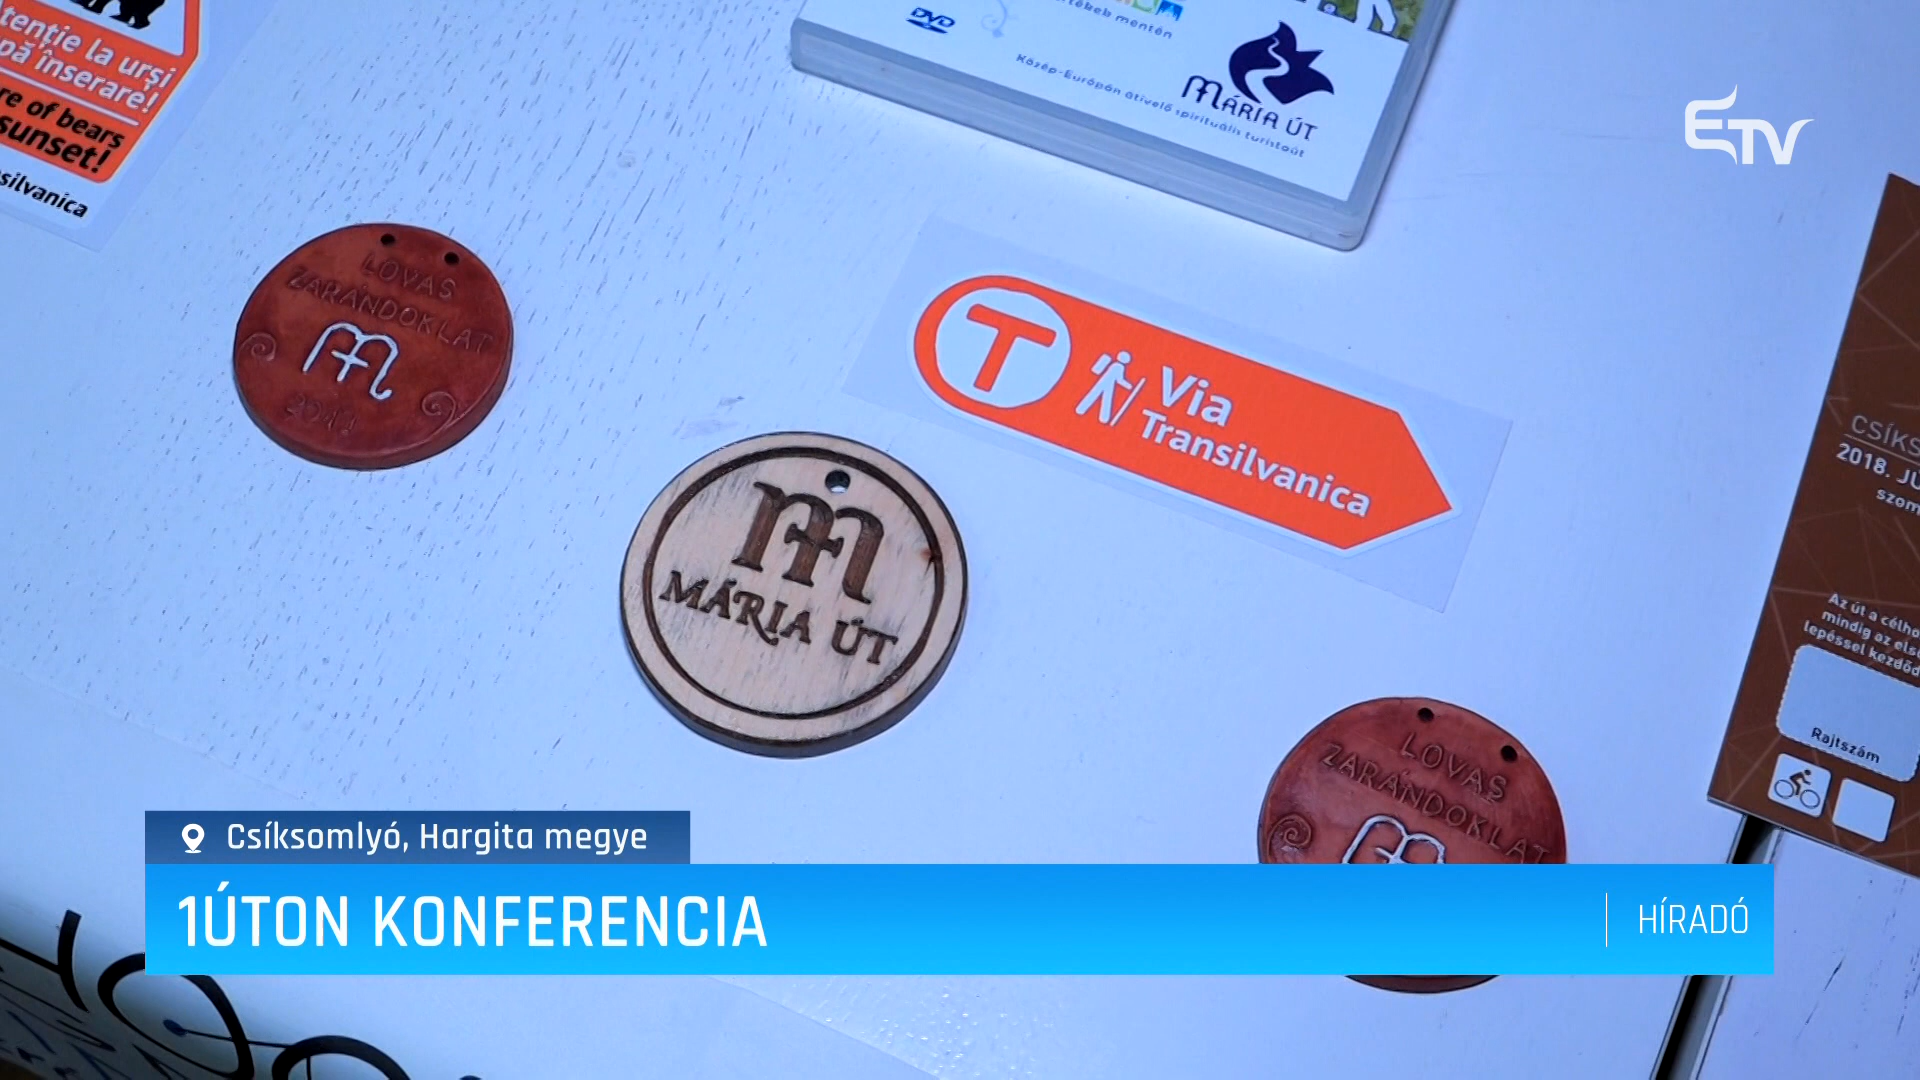 tenție la urși
pă înserare!
re of bears
sunset!
silvanica
DVD
értékek mentén
Közép-Európán átívelő spirituális turistaút
MÁRIA ÚT
ETV
LOVAS
ZARÁNDOKLAT
T
Via
Transilvanica
MÁRIA ÚT
CSÍKS
2018. JÚ
szom
Az út a célho
mindig az els
lépéssel kezdőd
Rajtszám
LOVAS
ZARÁNDOKLAT
Csíksomlyó, Hargita megye
1ÚTON KONFERENCIA
HÍRADÓ